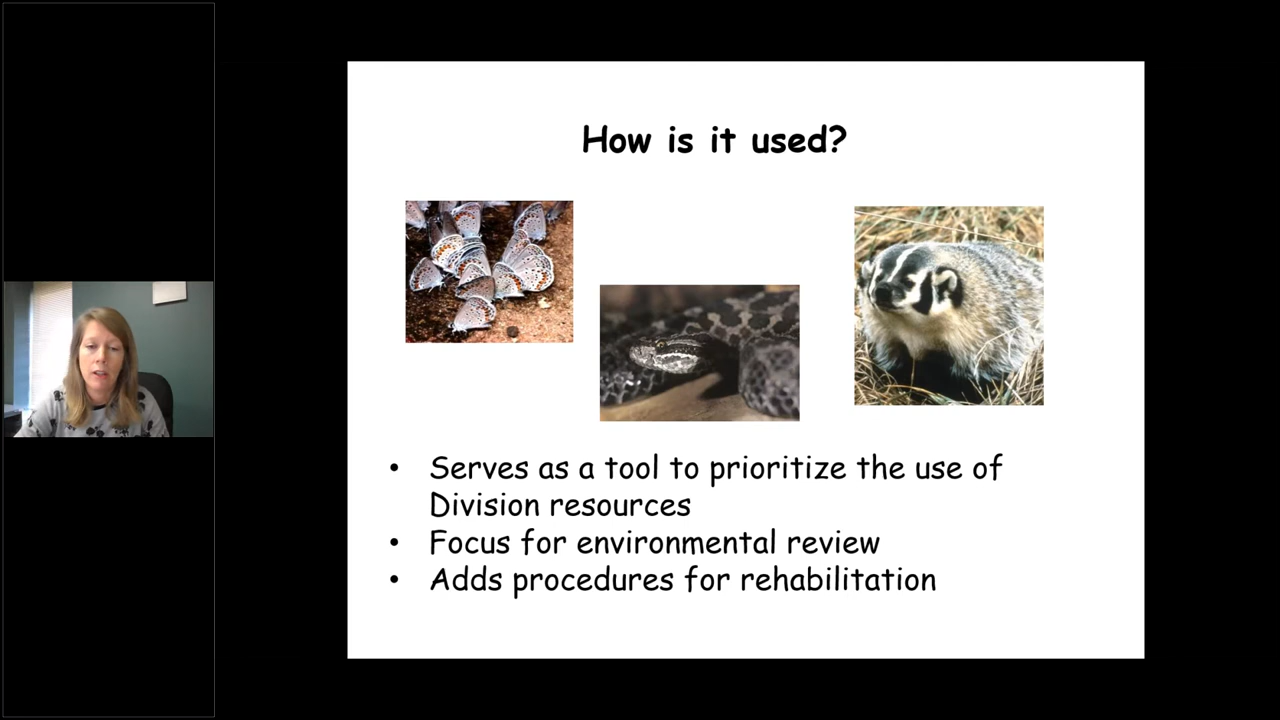 How is it used?
• Serves as a tool to prioritize the use of
Division resources
• Focus for environmental review
• Adds procedures for rehabilitation